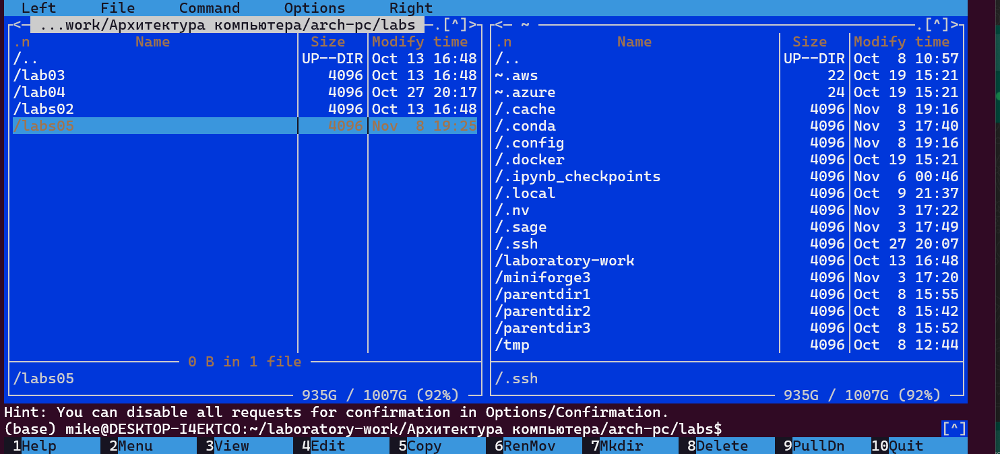 Left File Command Options Right
<─ ...work/Архитектура компьютера/arch-pc/labs ─.[^]>
.n Name Size Modify time
/.. UP--DIR Oct 13 16:48
/lab03 4096 Oct 13 16:48
/lab04 4096 Oct 27 20:17
/labs02 4096 Oct 13 16:48
/labs05 4096 Nov 8 19:25
0 B in 1 file
/labs05
935G / 1007G (92%)
<─ ~ .[^]>
.n Name Size Modify time
/.. UP--DIR Oct 8 10:57
~.aws 22 Oct 19 15:21
~.azure 24 Oct 19 15:21
/.cache 4096 Nov 8 19:16
/.conda 4096 Nov 3 17:40
/.config 4096 Nov 8 19:16
/.docker 4096 Oct 19 15:21
/.ipynb_checkpoints 4096 Nov 6 00:46
/.local 4096 Oct 9 21:37
/.nv 4096 Nov 3 17:22
/.sage 4096 Nov 3 17:49
/.ssh 4096 Oct 27 20:07
/laboratory-work 4096 Oct 13 16:48
/miniforge3 4096 Nov 3 17:20
/parentdir1 4096 Oct 8 15:55
/parentdir2 4096 Oct 8 15:42
/parentdir3 4096 Oct 8 15:52
/tmp 4096 Oct 8 12:44
/.ssh
935G / 1007G (92%)
Hint: You can disable all requests for confirmation in Options/Confirmation.
(base) mike@DESKTOP-I4EKTCO:~/laboratory-work/Архитектура компьютера/arch-pc/labs$ [^]
1Help 2Menu 3View 4Edit 5Copy 6RenMov 7Mkdir 8Delete 9PullDn 10Quit